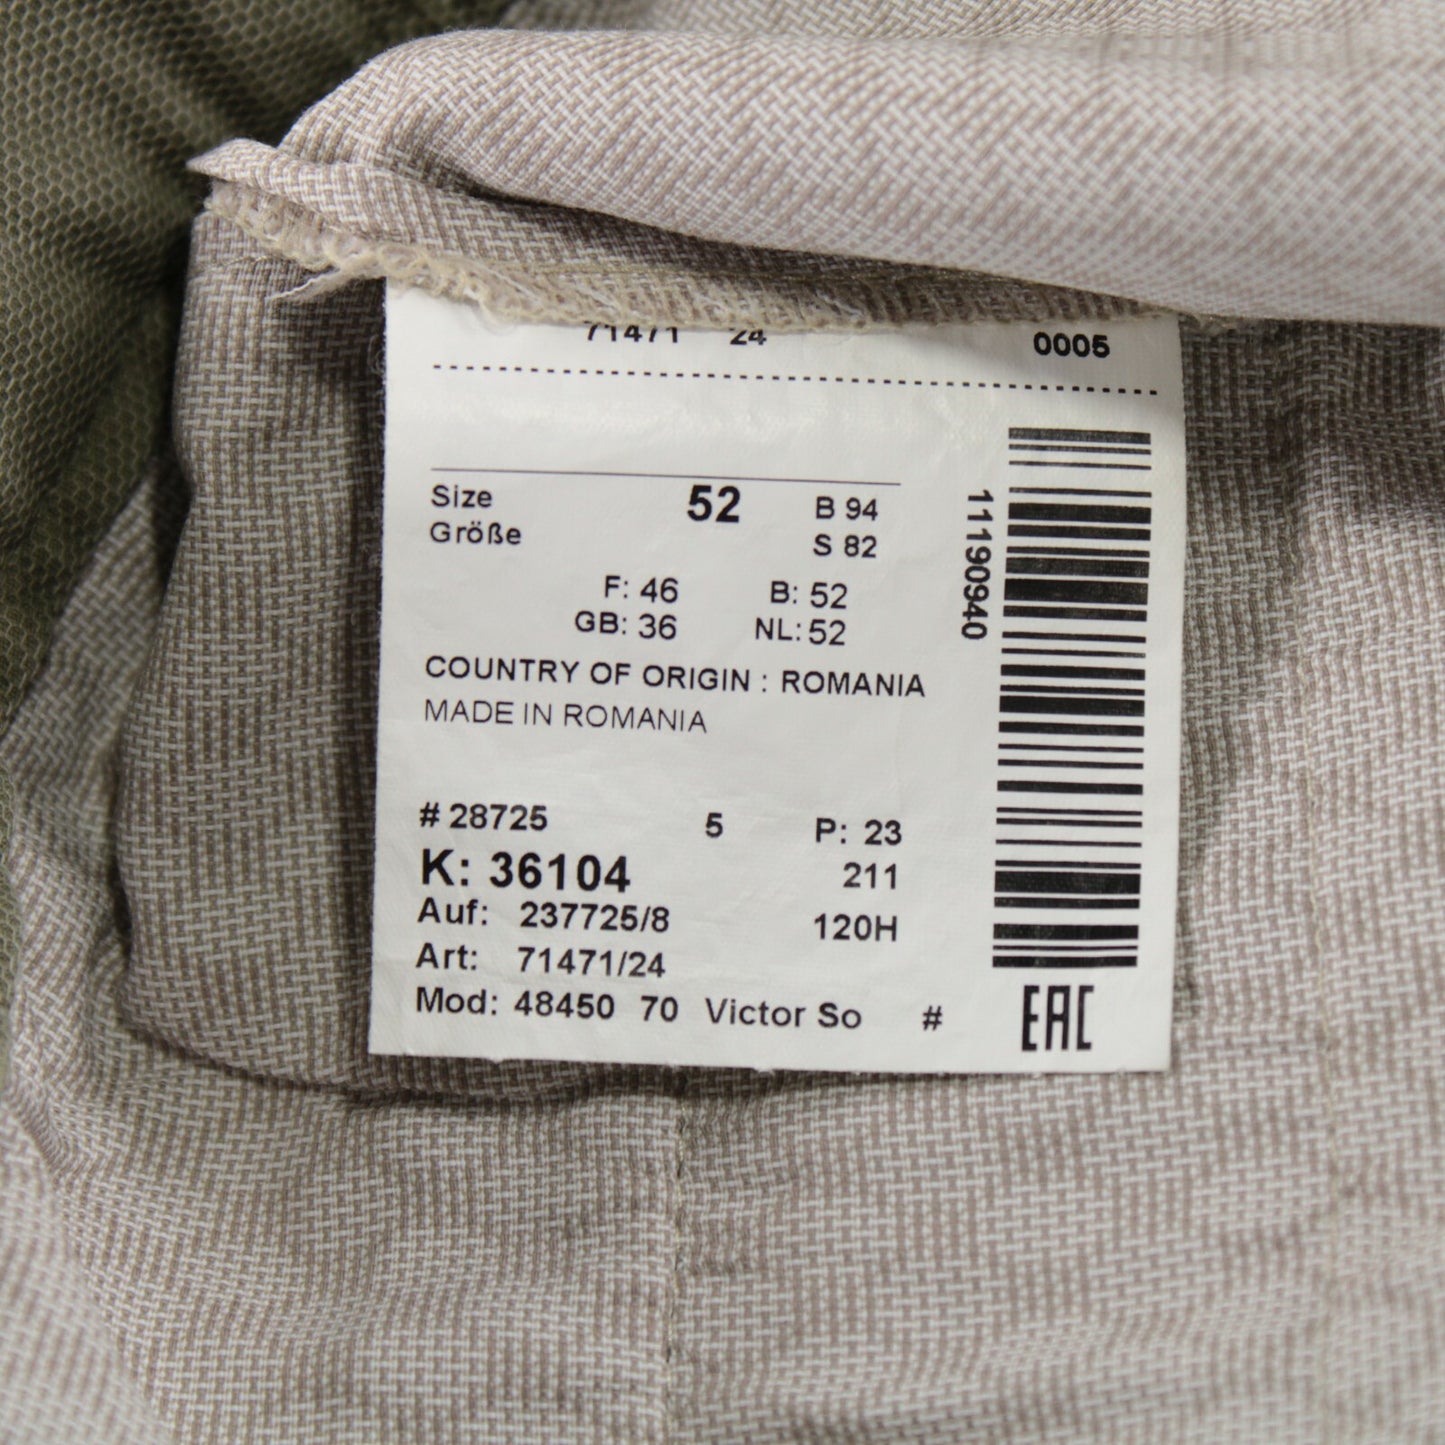 71471 24 0005
Size 52 B 94
Größe S 82
F: 46 B: 52
GB: 36 NL: 52
COUNTRY OF ORIGIN : ROMANIA
MADE IN ROMANIA
# 28725 5 P: 23
K: 36104 211
Auf: 237725/8 120H
Art: 71471/24
Mod: 48450 70 Victor So #
11190940
EAC